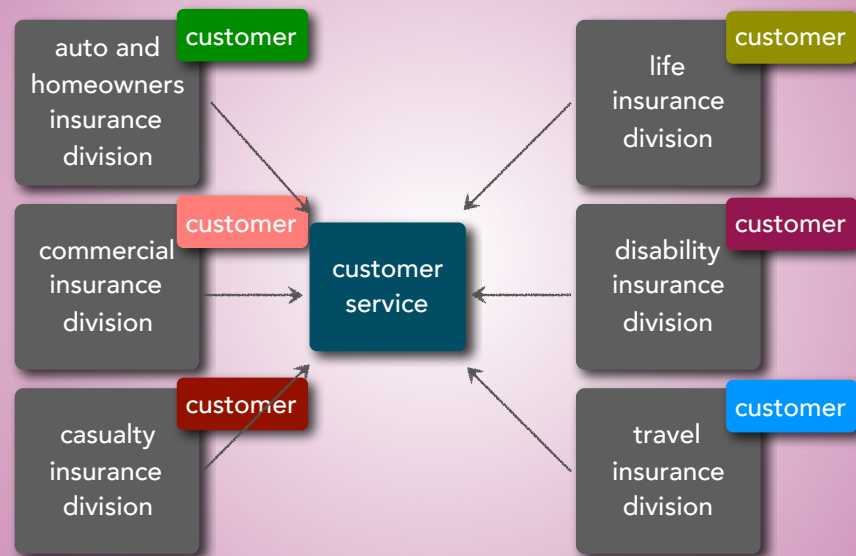 auto and
homeowners
insurance
division
customer
commercial
insurance
division
customer
casualty
insurance
division
customer
customer
service
life
insurance
division
customer
disability
insurance
division
customer
travel
insurance
division
customer